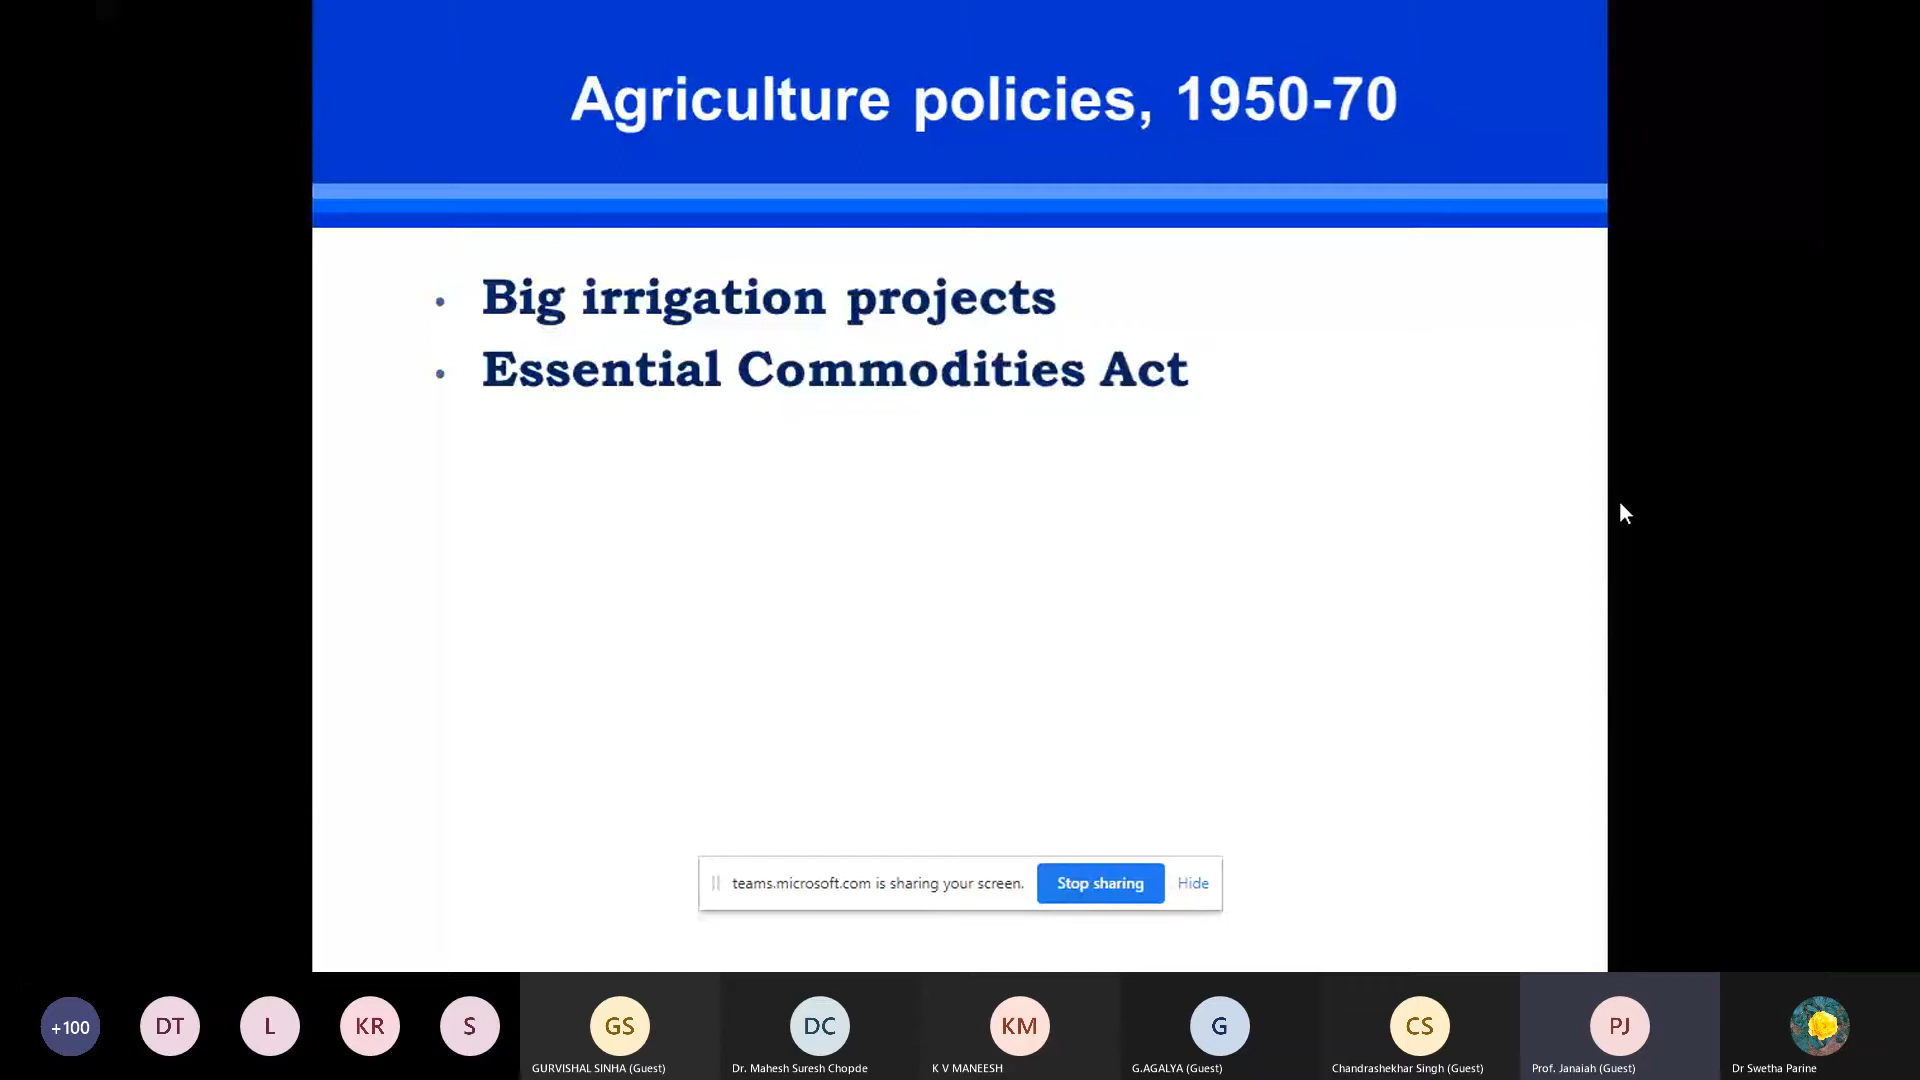 Agriculture policies, 1950-70
• Big irrigation projects
• Essential Commodities Act
teams.microsoft.com is sharing your screen. Stop sharing Hide
+100 DT L KR S GS DC KM G CS PJ
GURVISHAL SINHA (Guest) Dr. Mahesh Suresh Chopde K V MANEESH G.AGALYA (Guest) Chandrashekhar Singh (Guest) Prof. Janaiah (Guest) Dr Swetha Parine